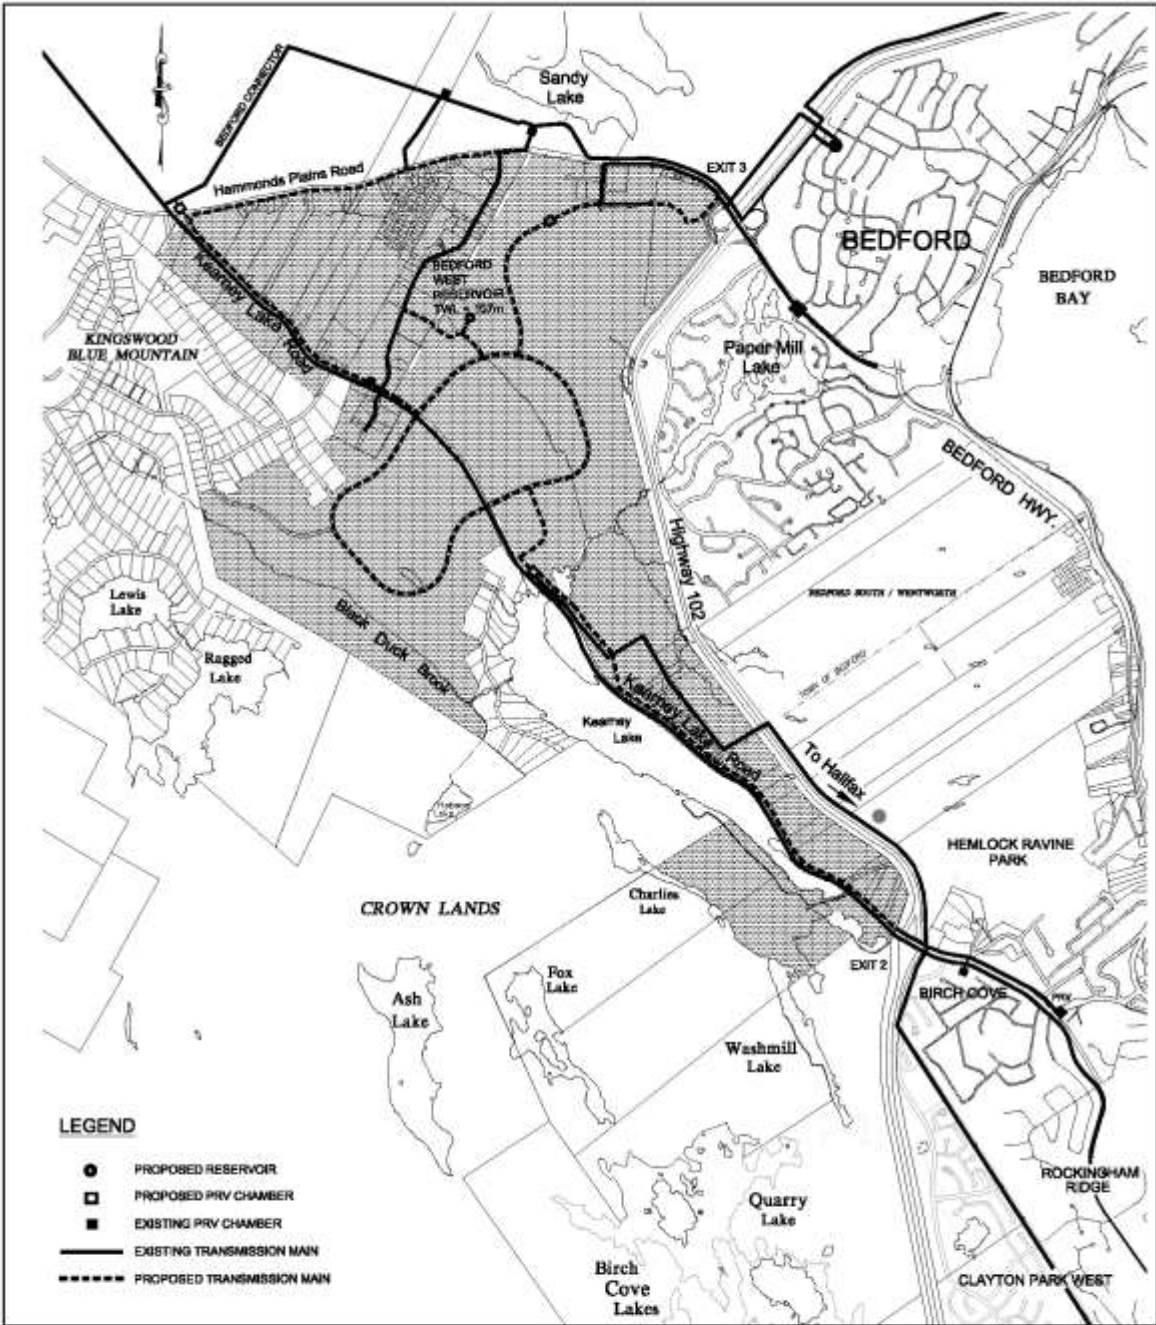 Sandy
Lake
BEDFORD CONNECTOR
EXIT 3
Hammonds Plains Road
BEDFORD
BEDFORD
BAY
Kearney Lake Road
BEDFORD
WEST
RESERVOIR
KINGSWOOD
BLUE MOUNTAIN
Paper Mill
Lake
BEDFORD HWY.
Highway 102
BEDFORD SOUTH / WENTWORTH
TOWN OF BEDFORD
Lewis
Lake
Black Duck Brook
Ragged
Lake
Kearney Lake Road
Kearney
Lake
To Halifax
HEMLOCK RAVINE
PARK
Charlies
Lake
CROWN LANDS
EXIT 2
Fox
Lake
BIRCH COVE
PRV
Ash
Lake
Washmill
Lake
LEGEND
PROPOSED RESERVOIR
PROPOSED PRV CHAMBER
EXISTING PRV CHAMBER
EXISTING TRANSMISSION MAIN
PROPOSED TRANSMISSION MAIN
ROCKINGHAM
RIDGE
Quarry
Lake
Birch
Cove
Lakes
CLAYTON PARK WEST